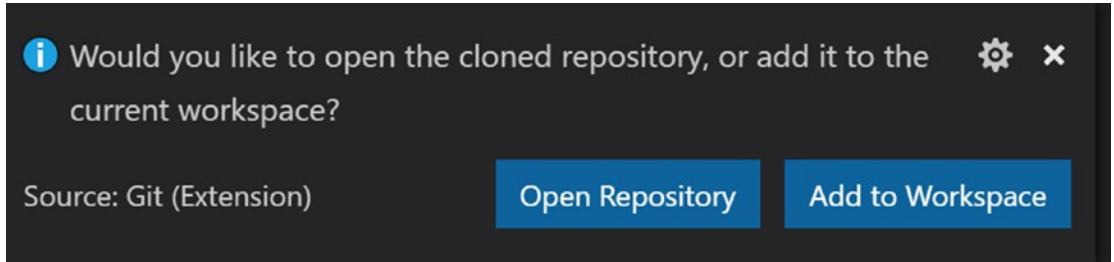 Would you like to open the cloned repository, or add it to the
current workspace?
Source: Git (Extension)
Open Repository
Add to Workspace